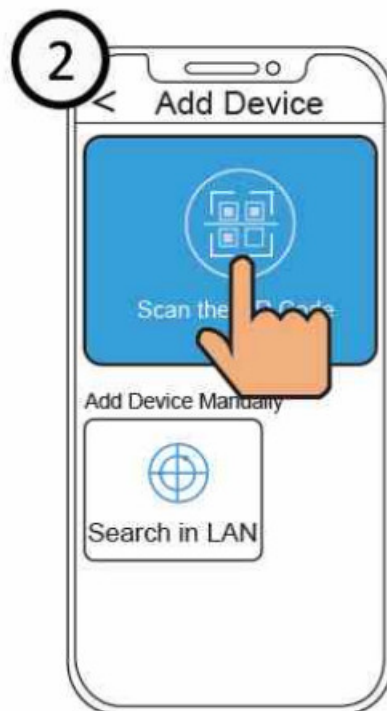 2
< Add Device
Scan the Code
Add Device Manually
Search in LAN